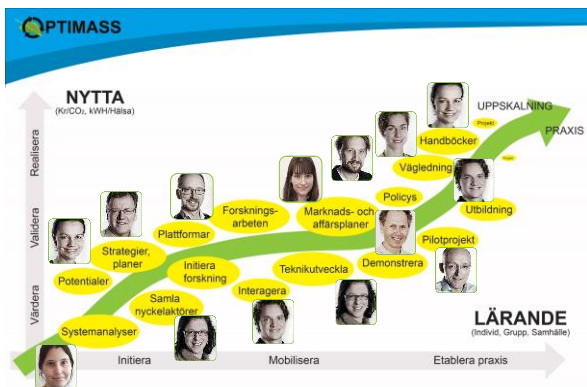 OPTIMASS
NYTTA
(Kr/CO₂, kWH/Hälsa)
UPPSKALNING
PRAXIS
Projekt
Handböcker
Vägledning
Projekt
Realisera
Validera
Värdera
Policys
Utbildning
Forsknings-
arbeten
Marknads- och
affärsplaner
Plattformar
Strategier,
planer
Pilotprojekt
Potentialer
Initiera
forskning
Teknikutveckla
Demonstrera
Interagera
Samla
nyckelaktörer
Systemanalyser
LÄRANDE
(Individ, Grupp, Samhälle)
Initiera
Mobilisera
Etablera praxis